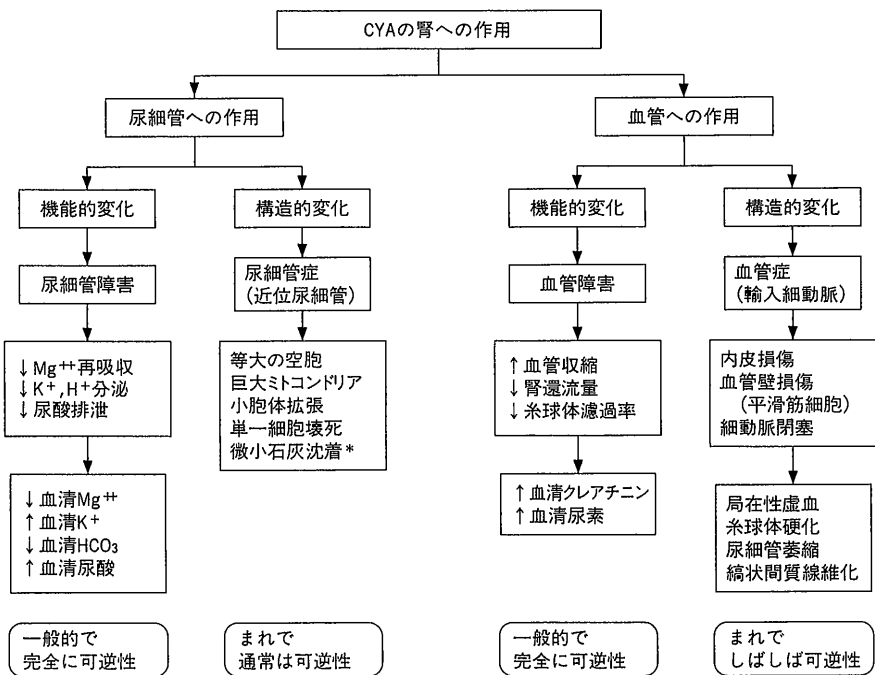 CYAの腎への作用
尿細管への作用
血管への作用
機能的変化
構造的変化
機能的変化
構造的変化
尿細管障害
尿細管症
(近位尿細管)
血管障害
血管症
(輸入細動脈)
↓Mg⁺⁺再吸収
↓K⁺,H⁺分泌
↓尿酸排泄
等大の空胞
巨大ミトコンドリア
小胞体拡張
単一細胞壊死
微小石灰沈着*
↑血管収縮
↓腎還流量
↓糸球体濾過率
内皮損傷
血管壁損傷
(平滑筋細胞)
細動脈閉塞
↓血清Mg⁺⁺
↑血清K⁺
↓血清HCO₃
↑血清尿酸
↑血清クレアチニン
↑血清尿素
局在性虚血
糸球体硬化
尿細管萎縮
縞状間質線維化
一般的で
完全に可逆性
まれで
通常は可逆性
一般的で
完全に可逆性
まれで
しばしば可逆性